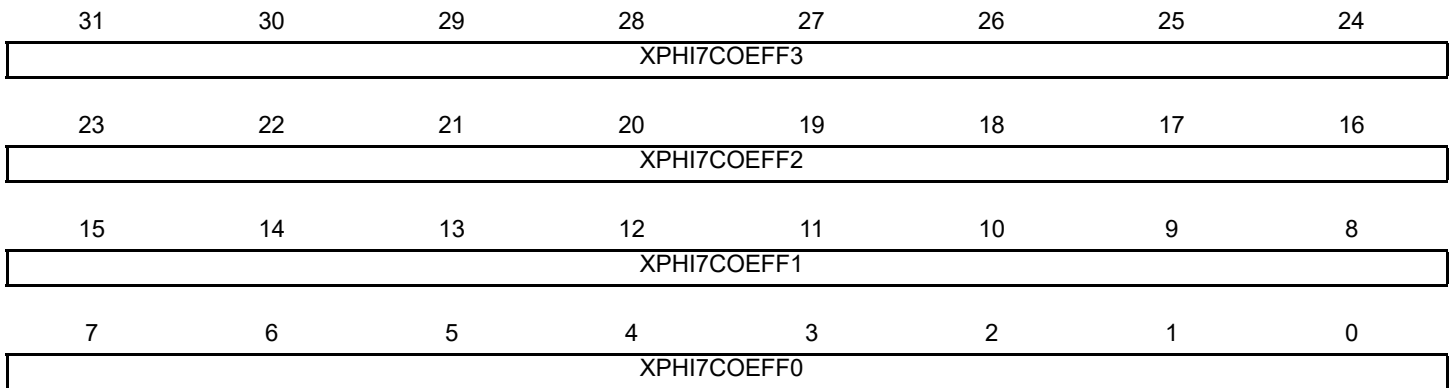 31 30 29 28 27 26 25 24
XPHI7COEFF3
23 22 21 20 19 18 17 16
XPHI7COEFF2
15 14 13 12 11 10 9 8
XPHI7COEFF1
7 6 5 4 3 2 1 0
XPHI7COEFF0